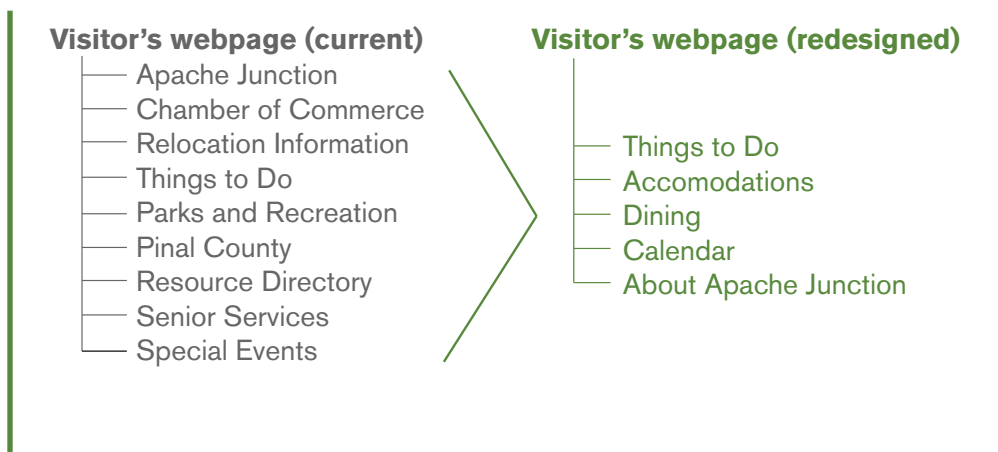 Visitor’s webpage (current)
Apache Junction
Chamber of Commerce
Relocation Information
Things to Do
Parks and Recreation
Pinal County
Resource Directory
Senior Services
Special Events
Visitor’s webpage (redesigned)
Things to Do
Accomodations
Dining
Calendar
About Apache Junction